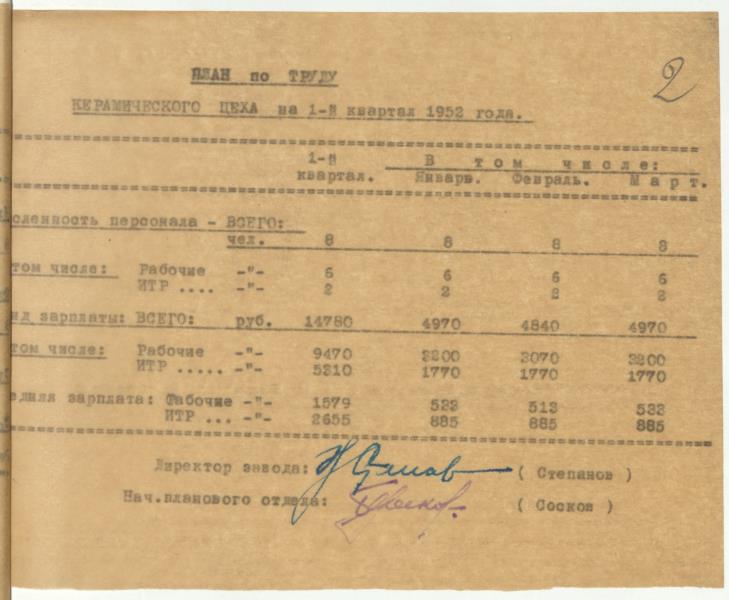 2
ПЛАН по ТРУДУ
КЕРАМИЧЕСКОГО ЦЕХА на 1-й квартал 1952 года.
1-й В том числе:
квартал. Январь. Февраль. Март.
сленность персонала - ВСЕГО:
чел. 8 8 8 8
том числе: Рабочие -"- 6 6 6 6
ИТР .... -"- 2 2 2 2
нд зарплаты: ВСЕГО: руб. 14780 4970 4840 4970
том числе: Рабочие -"- 9470 3200 3070 3200
ИТР ..... -"- 5310 1770 1770 1770
едняя зарплата: Рабочие -"- 1579 533 513 533
ИТР ... -"- 2655 885 885 885
Директор завода: ( Степанов )
Нач.планового отдела: ( Сосков )